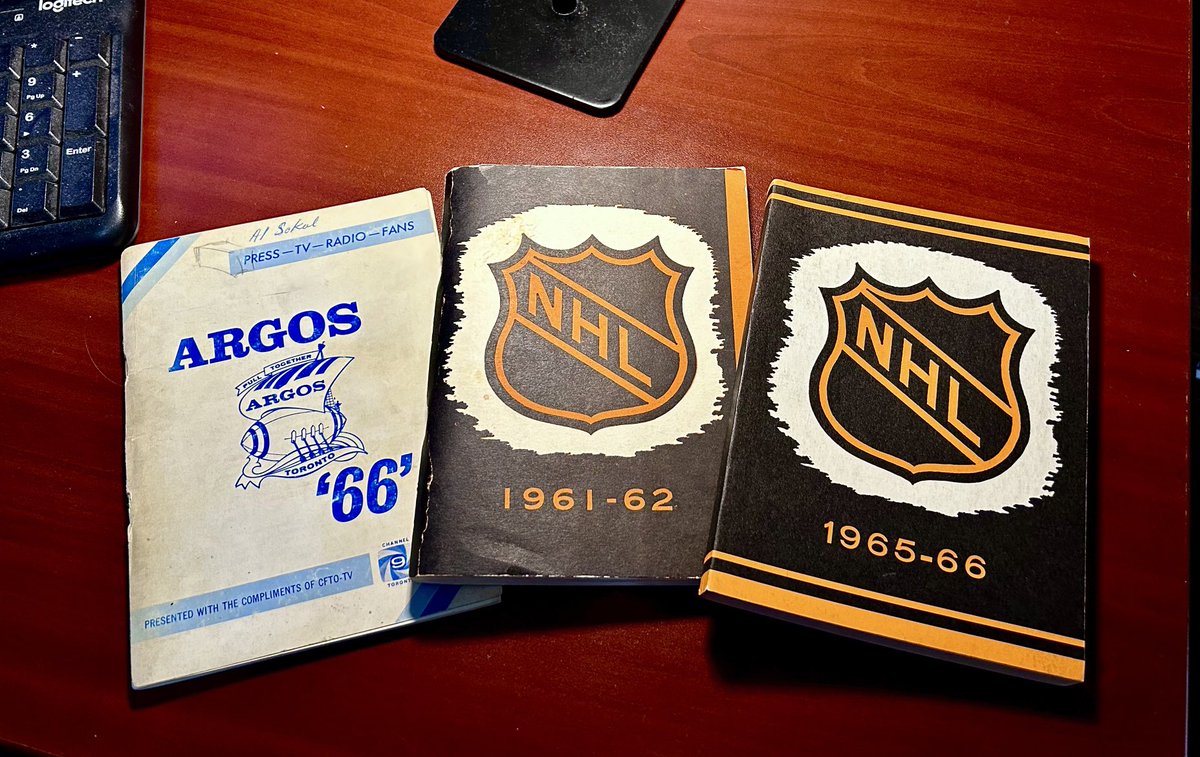 logitech
*
-
9
Pg Up
+
6
3
Pg Dn
Enter
.
Del
Al Sokol
PRESS—TV—RADIO—FANS
ARGOS
PULL TOGETHER
ARGOS
TORONTO
'66'
CHANNEL
9
TORONTO
PRESENTED WITH THE COMPLIMENTS OF CFTO-TV
NHL
1961-62
NHL
1965-66